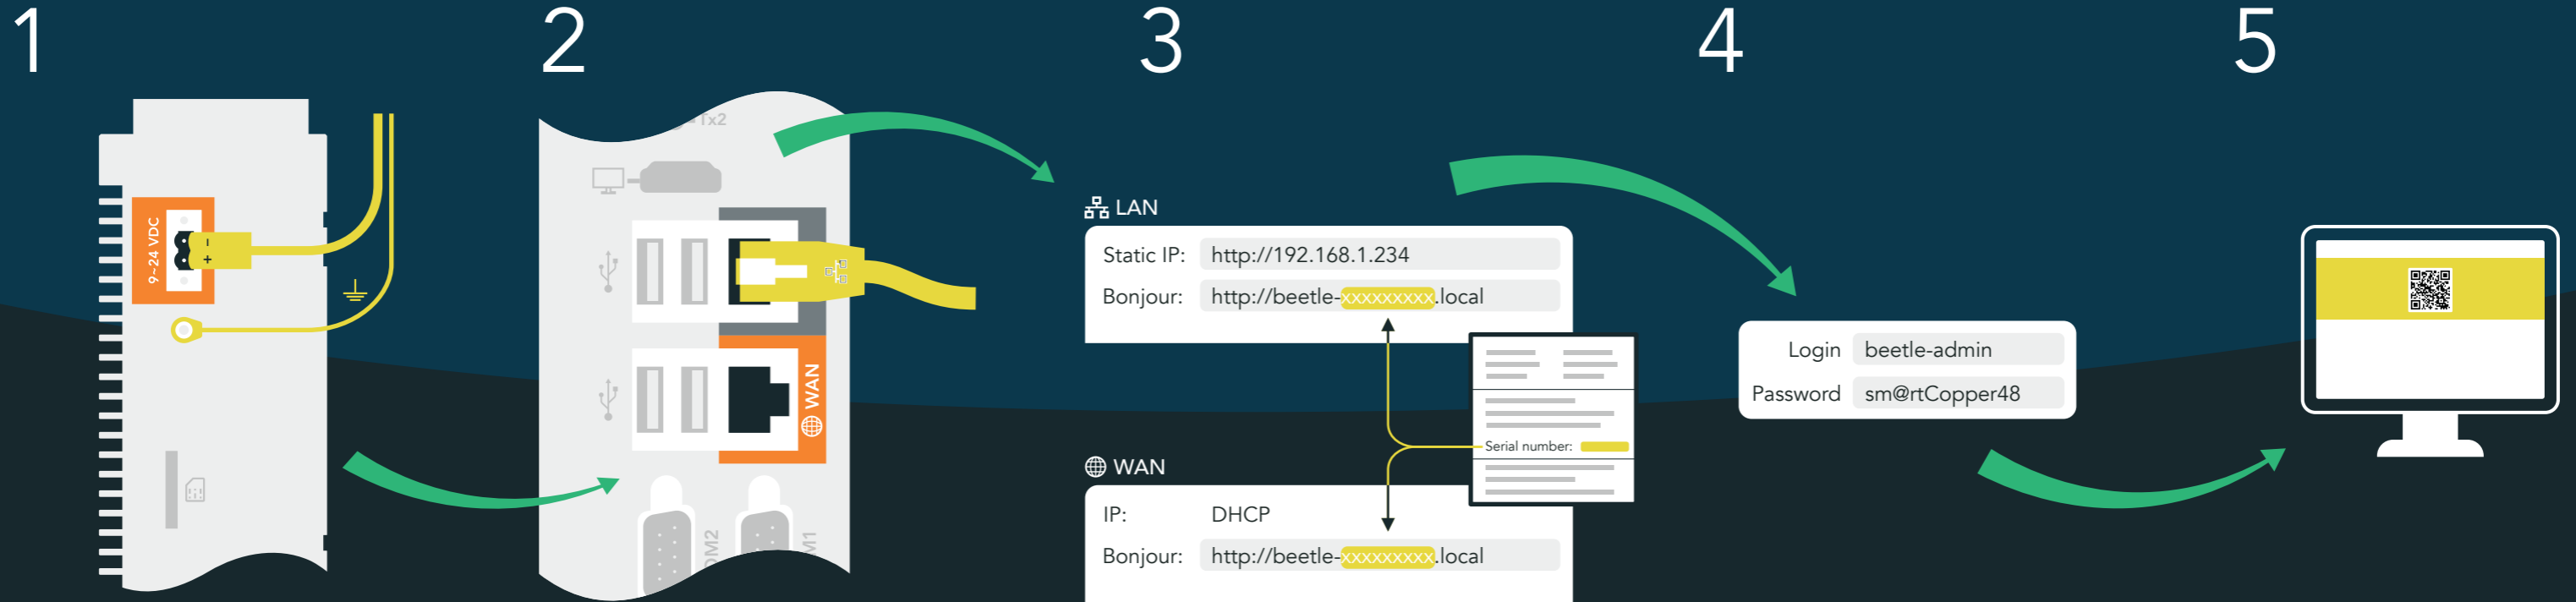 1
2
3
4
5
9~24 VDC
-
+
Tx2
WAN
LAN
Static IP: http://192.168.1.234
Bonjour: http://beetle-xxxxxxxxx.local
Serial number:
WAN
IP: DHCP
Bonjour: http://beetle-xxxxxxxxx.local
Login beetle-admin
Password sm@rtCopper48